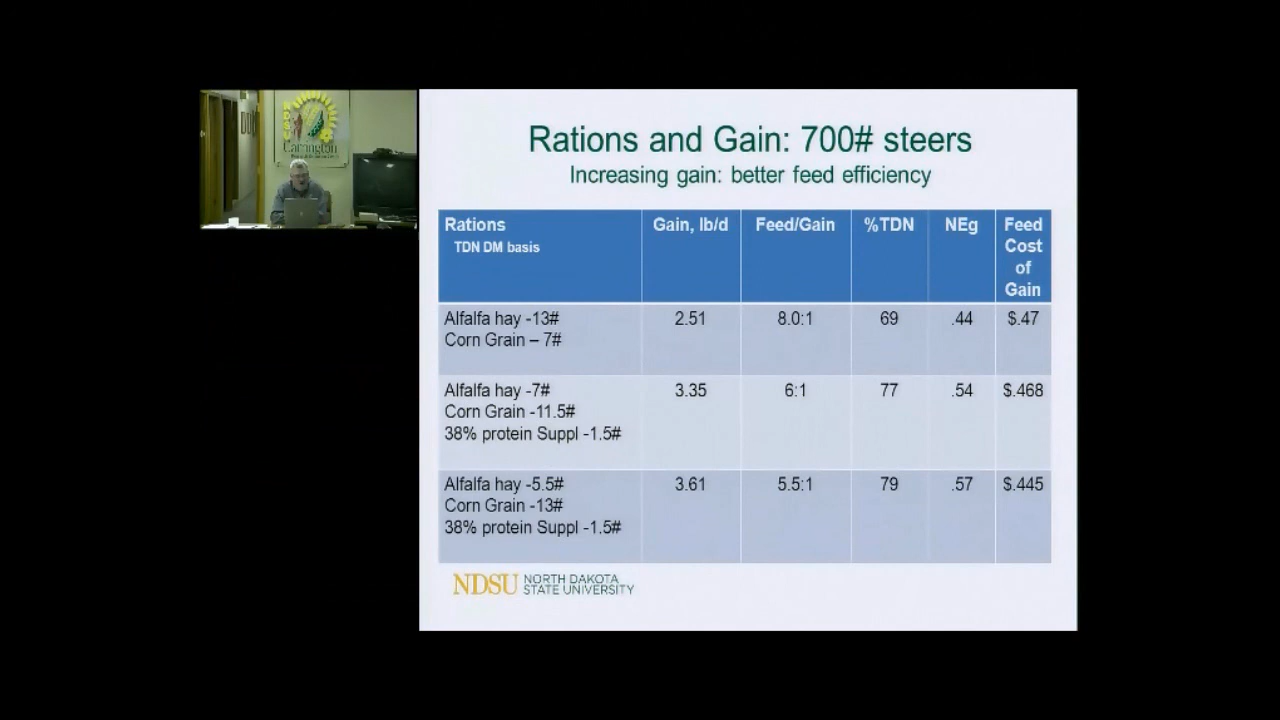 NDSU
Carrington
Rations and Gain: 700# steers
Increasing gain: better feed efficiency
Rations
TDN DM basis
Gain, lb/d
Feed/Gain
%TDN
NEg
Feed
Cost
of
Gain
Alfalfa hay -13#
Corn Grain – 7#
2.51
8.0:1
69
.44
$.47
Alfalfa hay -7#
Corn Grain -11.5#
38% protein Suppl -1.5#
3.35
6:1
77
.54
$.468
Alfalfa hay -5.5#
Corn Grain -13#
38% protein Suppl -1.5#
3.61
5.5:1
79
.57
$.445
NDSU NORTH DAKOTA
STATE UNIVERSITY